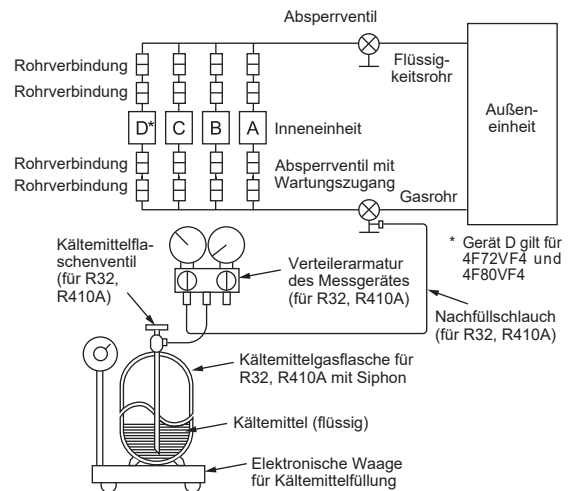 Absperrventil
Rohrverbindung
Rohrverbindung
Flüssig-
keitsrohr
Außen-
einheit
D*
C
B
A
Inneneinheit
Rohrverbindung
Rohrverbindung
Absperrventil mit
Wartungszugang
Gasrohr
* Gerät D gilt für
4F72VF4 und
4F80VF4
Kältemittelfla-
schenventil
(für R32,
R410A)
Verteilerarmatur
des Messgerätes
(für R32, R410A)
Nachfüllschlauch
(für R32, R410A)
Kältemittelgasflasche für
R32, R410A mit Siphon
Kältemittel (flüssig)
Elektronische Waage
für Kältemittelfüllung